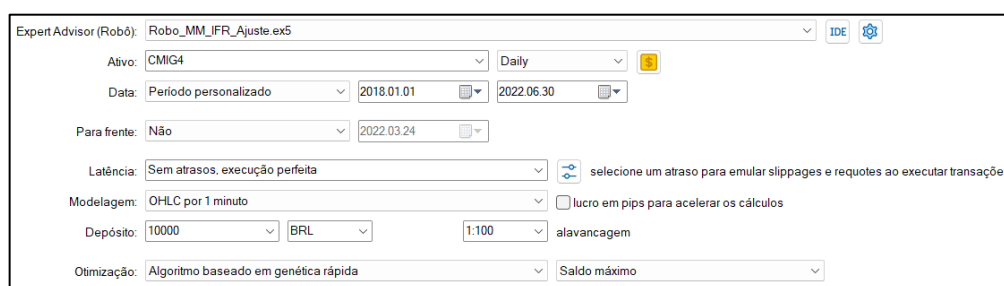 Expert Advisor (Robô): Robo_MM_IFR_Ajuste.ex5 IDE
Ativo: CMIG4 Daily $
Data: Período personalizado 2018.01.01 2022.06.30
Para frente: Não 2022.03.24
Latência: Sem atrasos, execução perfeita selecione um atraso para emular slippages e requotes ao executar transaçõe
Modelagem: OHLC por 1 minuto lucro em pips para acelerar os cálculos
Depósito: 10000 BRL 1:100 alavancagem
Otimização: Algoritmo baseado em genética rápida Saldo máximo